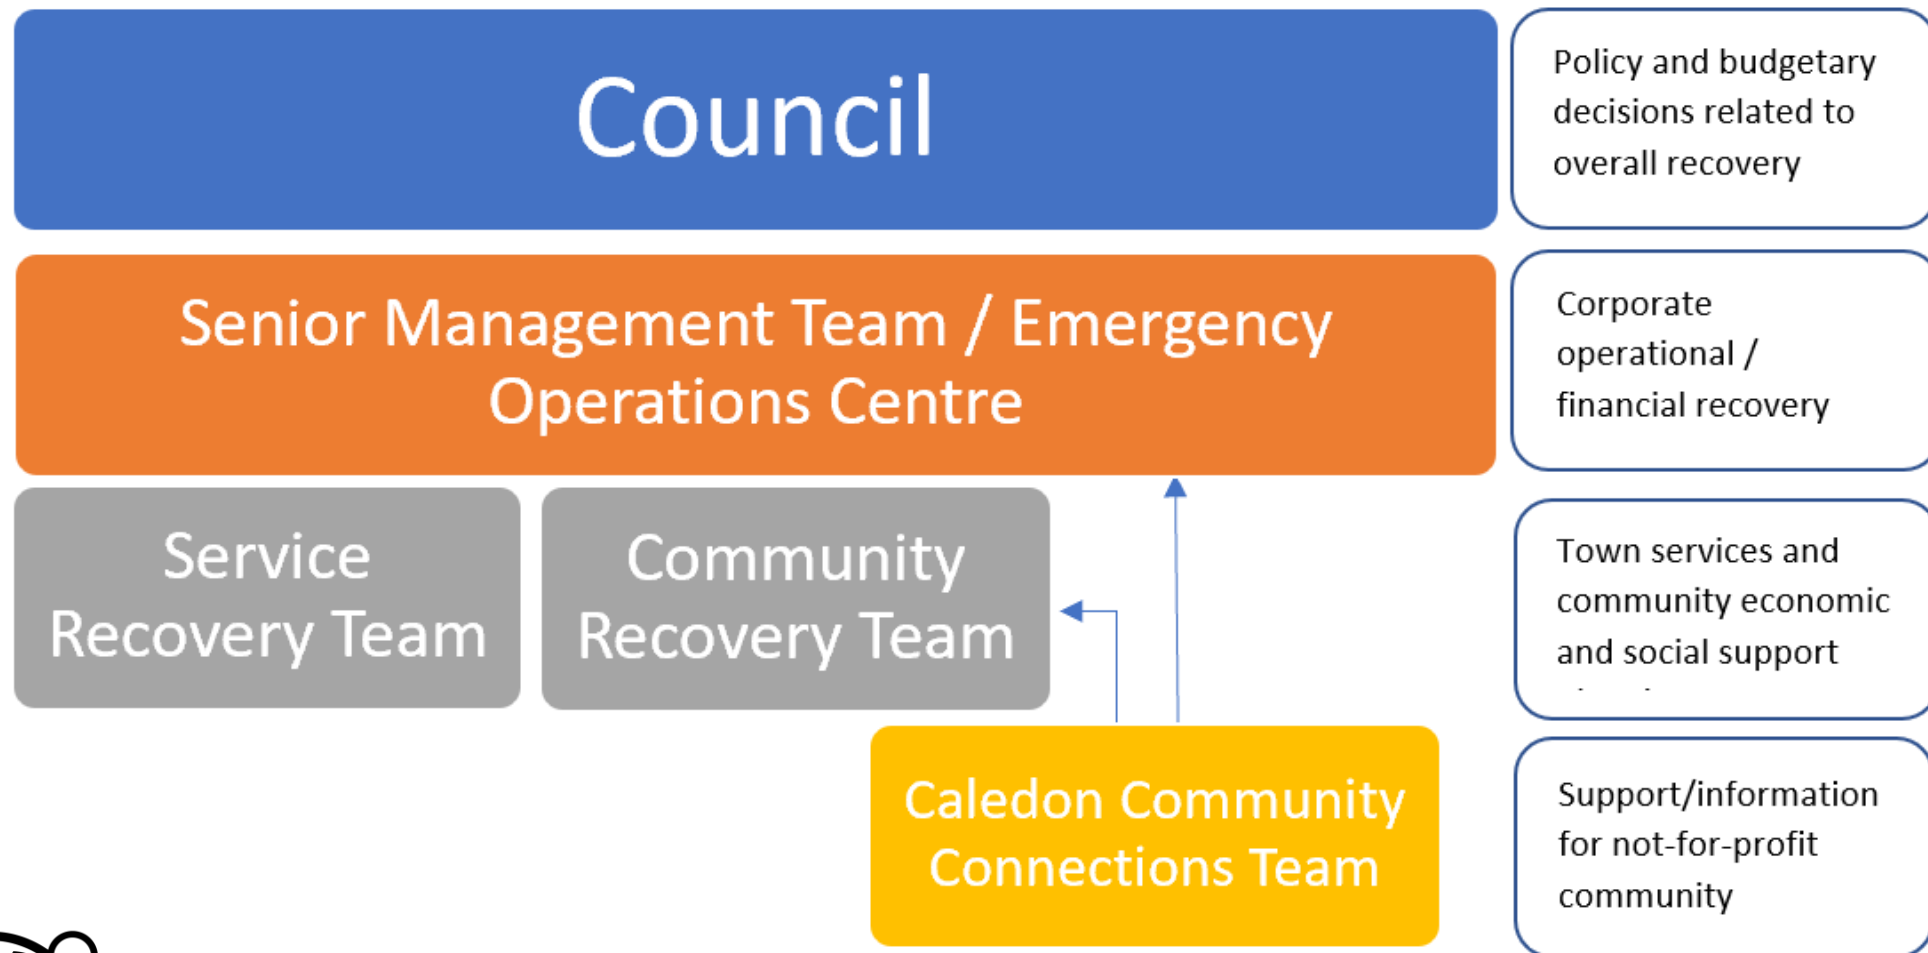 Council
Policy and budgetary
decisions related to
overall recovery
Senior Management Team / Emergency
Operations Centre
Corporate
operational /
financial recovery
Service
Recovery Team
Community
Recovery Team
Town services and
community economic
and social support
Caledon Community
Connections Team
Support/information
for not-for-profit
community